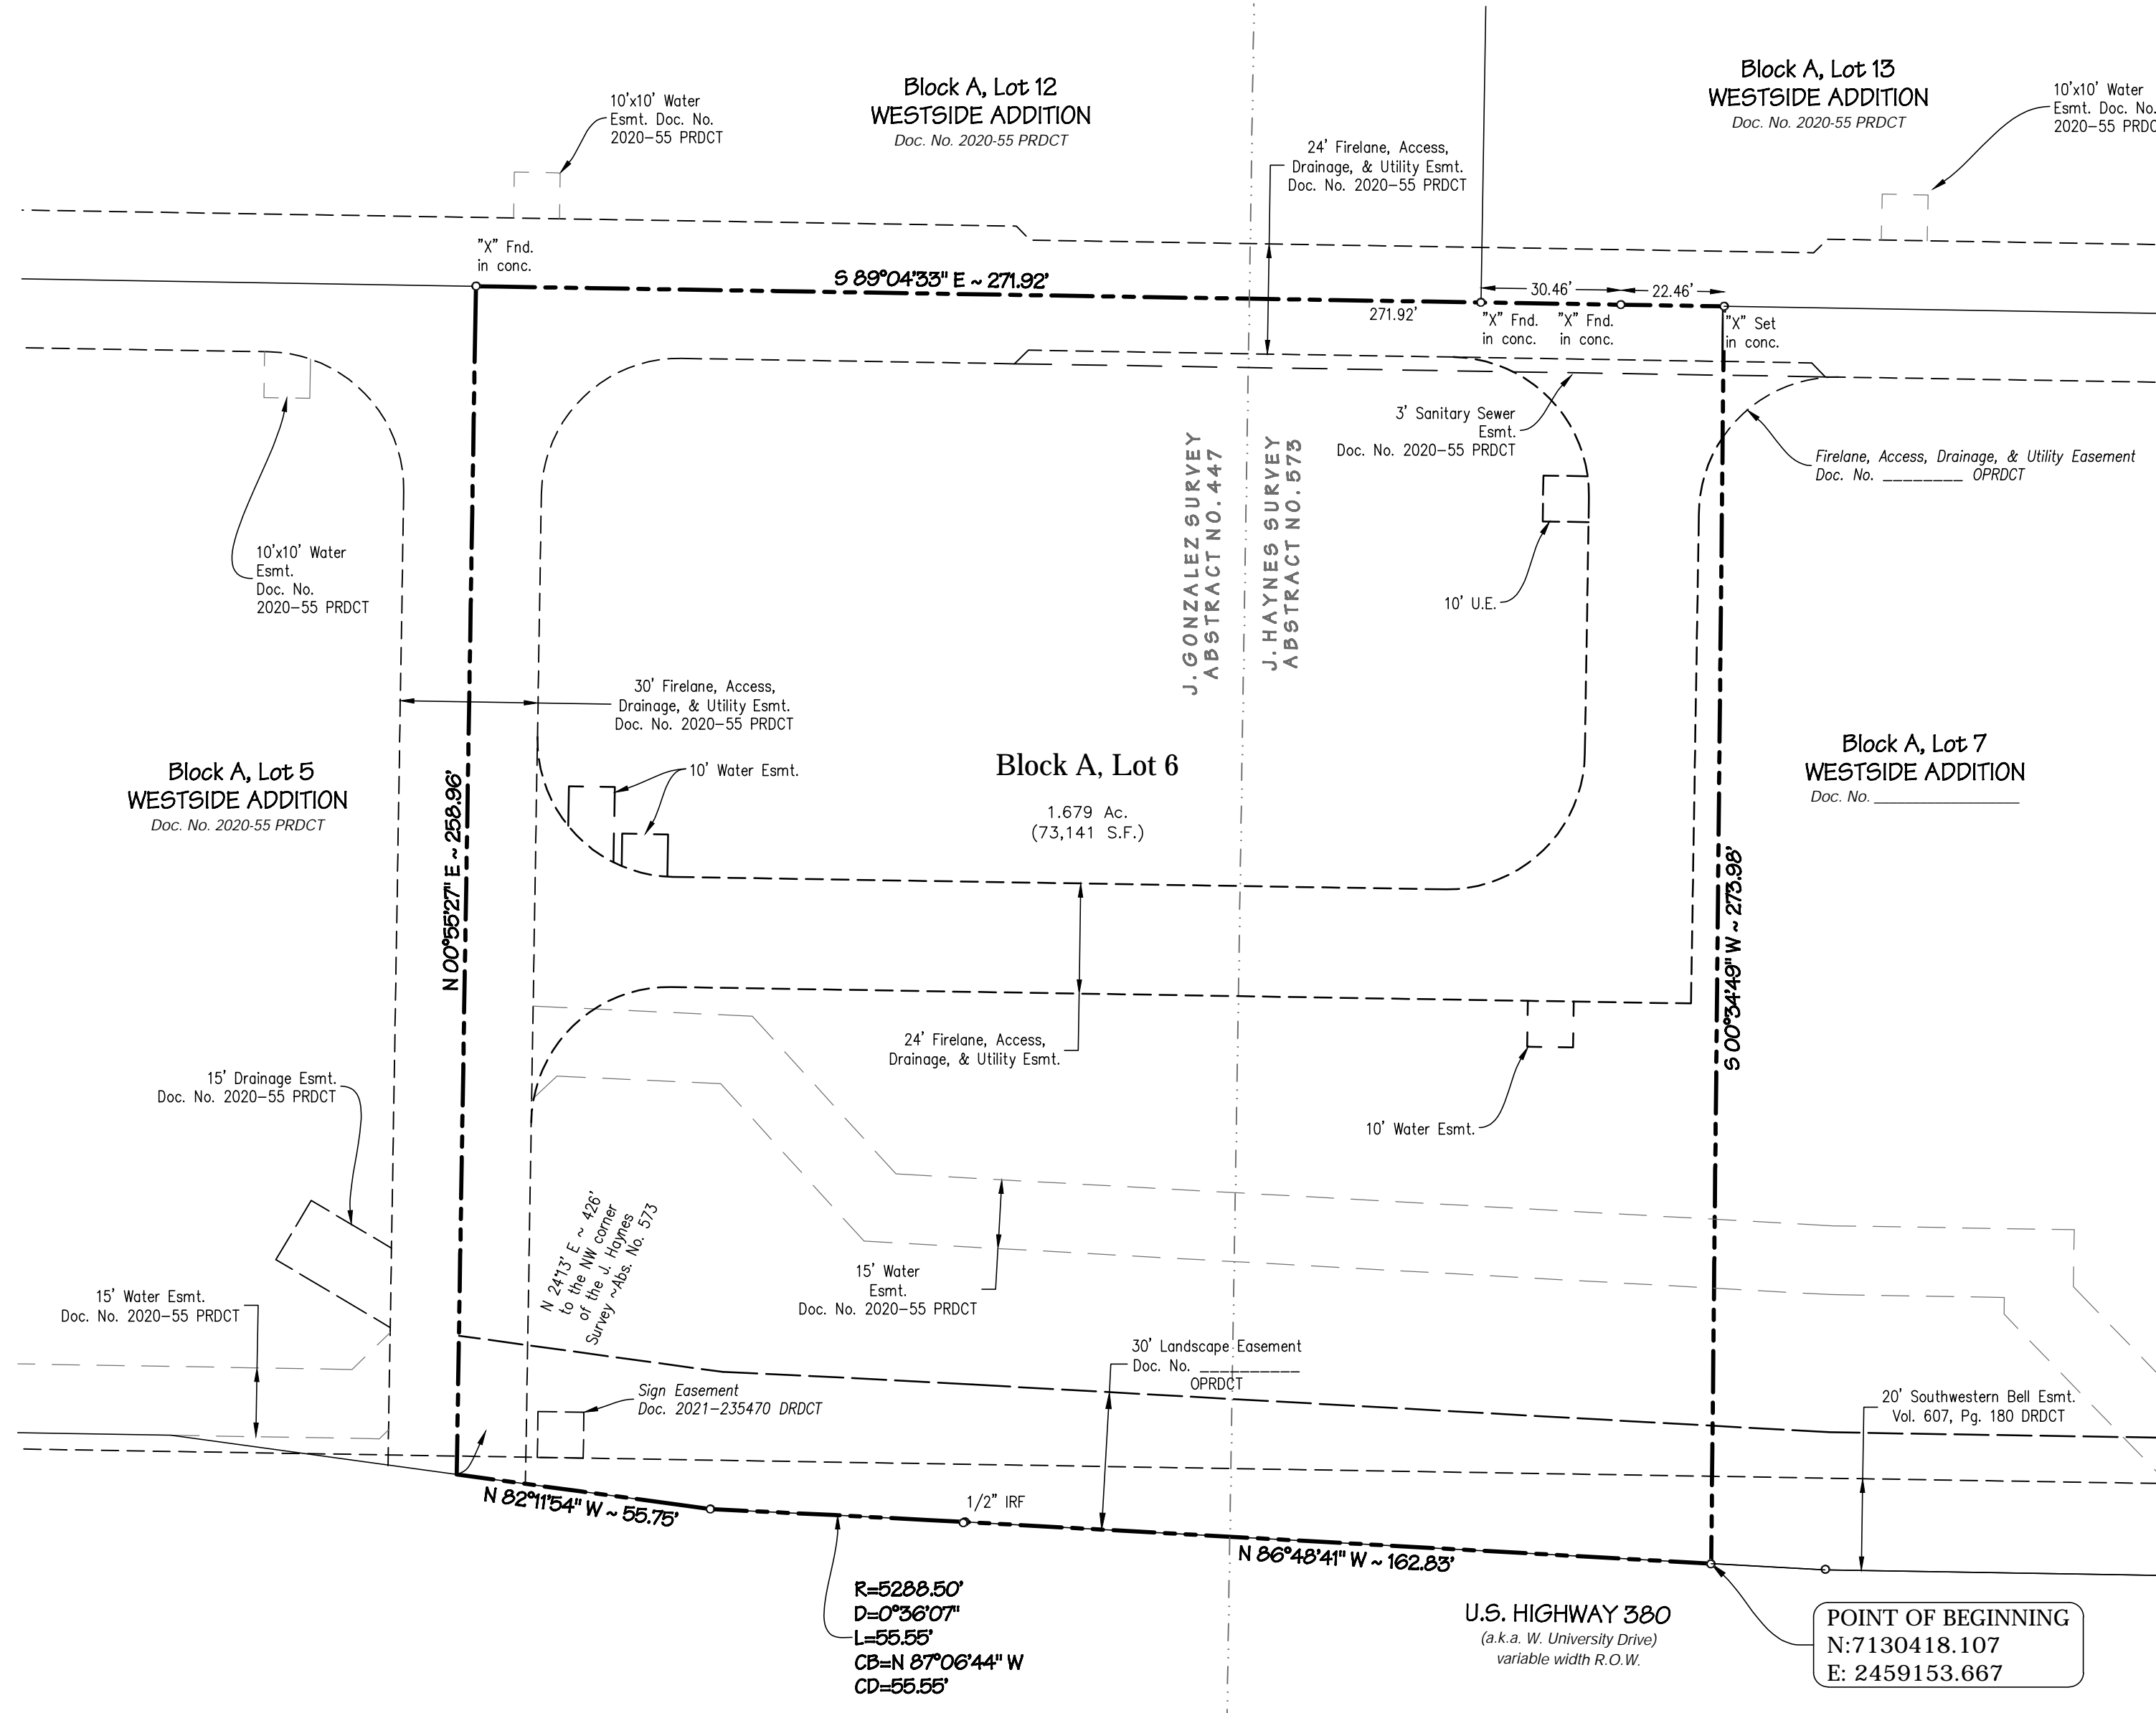 Block A, Lot 12
WESTSIDE ADDITION
Doc. No. 2020-55 PRDCT
Block A, Lot 13
WESTSIDE ADDITION
Doc. No. 2020-55 PRDCT
10'x10' Water
Esmt. Doc. No.
2020-55 PRDCT
10'x10' Water
Esmt. Doc. No.
2020-55 PRDC
24' Firelane, Access,
Drainage, & Utility Esmt.
Doc. No. 2020-55 PRDCT
"X" Fnd.
in conc.
S 89°04'33" E ~ 271.92'
30.46'
22.46'
271.92'
"X" Fnd.
in conc.
"X" Fnd.
in conc.
"X" Set
in conc.
3' Sanitary Sewer
Esmt.
Doc. No. 2020-55 PRDCT
Firelane, Access, Drainage, & Utility Easement
Doc. No. ________ OPRDCT
J. GONZALEZ SURVEY
ABSTRACT NO. 447
J. HAYNES SURVEY
ABSTRACT NO. 573
10'x10' Water
Esmt.
Doc. No.
2020-55 PRDCT
10' U.E.
30' Firelane, Access,
Drainage, & Utility Esmt.
Doc. No. 2020-55 PRDCT
10' Water Esmt.
Block A, Lot 5
WESTSIDE ADDITION
Doc. No. 2020-55 PRDCT
N 00°55'27" E ~ 258.96'
Block A, Lot 6
1.679 Ac.
(73,141 S.F.)
Block A, Lot 7
WESTSIDE ADDITION
Doc. No. __________________
S 00°34'49" W ~ 273.98'
24' Firelane, Access,
Drainage, & Utility Esmt.
10' Water Esmt.
15' Drainage Esmt.
Doc. No. 2020-55 PRDCT
N 24°13' E ~ 426'
to the NW corner
of the J. Haynes
Survey ~Abs. No. 573
15' Water
Esmt.
Doc. No. 2020-55 PRDCT
15' Water Esmt.
Doc. No. 2020-55 PRDCT
30' Landscape Easement
Doc. No. __________
OPRDCT
Sign Easement
Doc. 2021-235470 DRDCT
20' Southwestern Bell Esmt.
Vol. 607, Pg. 180 DRDCT
N 82°11'54" W ~ 55.75'
1/2" IRF
N 86°48'41" W ~ 162.83'
R=5288.50'
D=0°36'07"
L=55.55'
CB=N 87°06'44" W
CD=55.55'
U.S. HIGHWAY 380
(a.k.a. W. University Drive)
variable width R.O.W.
POINT OF BEGINNING
N:7130418.107
E: 2459153.667